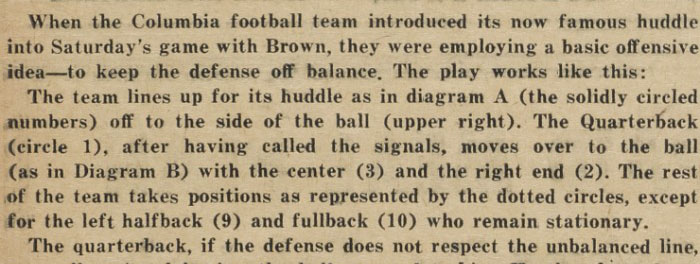 When the Columbia football team introduced its now famous huddle
into Saturday's game with Brown, they were employing a basic offensive
idea—to keep the defense off balance. The play works like this:
The team lines up for its huddle as in diagram A (the solidly circled
numbers) off to the side of the ball (upper right). The Quarterback
(circle 1), after having called the signals, moves over to the ball
(as in Diagram B) with the center (3) and the right end (2). The rest
of the team takes positions as represented by the dotted circles, except
for the left halfback (9) and fullback (10) who remain stationary.
The quarterback, if the defense does not respect the unbalanced line,